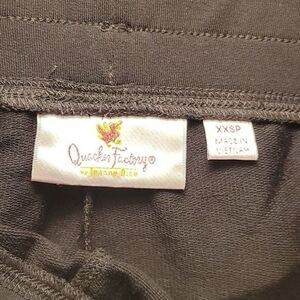 Quacker Factory®
by Jeanne Bice
XXSP
MADE IN
VIETNAM